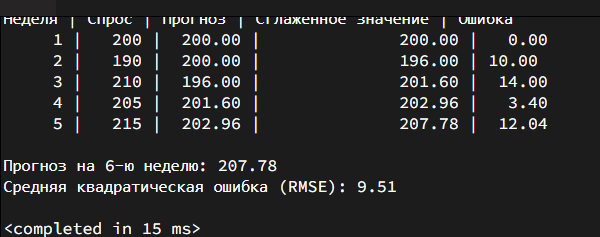 Неделя | Спрос | Прогноз | Сглаженное значение | Ошибка
1 | 200 | 200.00 | 200.00 | 0.00
2 | 190 | 200.00 | 196.00 | 10.00
3 | 210 | 196.00 | 201.60 | 14.00
4 | 205 | 201.60 | 202.96 | 3.40
5 | 215 | 202.96 | 207.78 | 12.04
Прогноз на 6-ю неделю: 207.78
Средняя квадратическая ошибка (RMSE): 9.51
<completed in 15 ms>